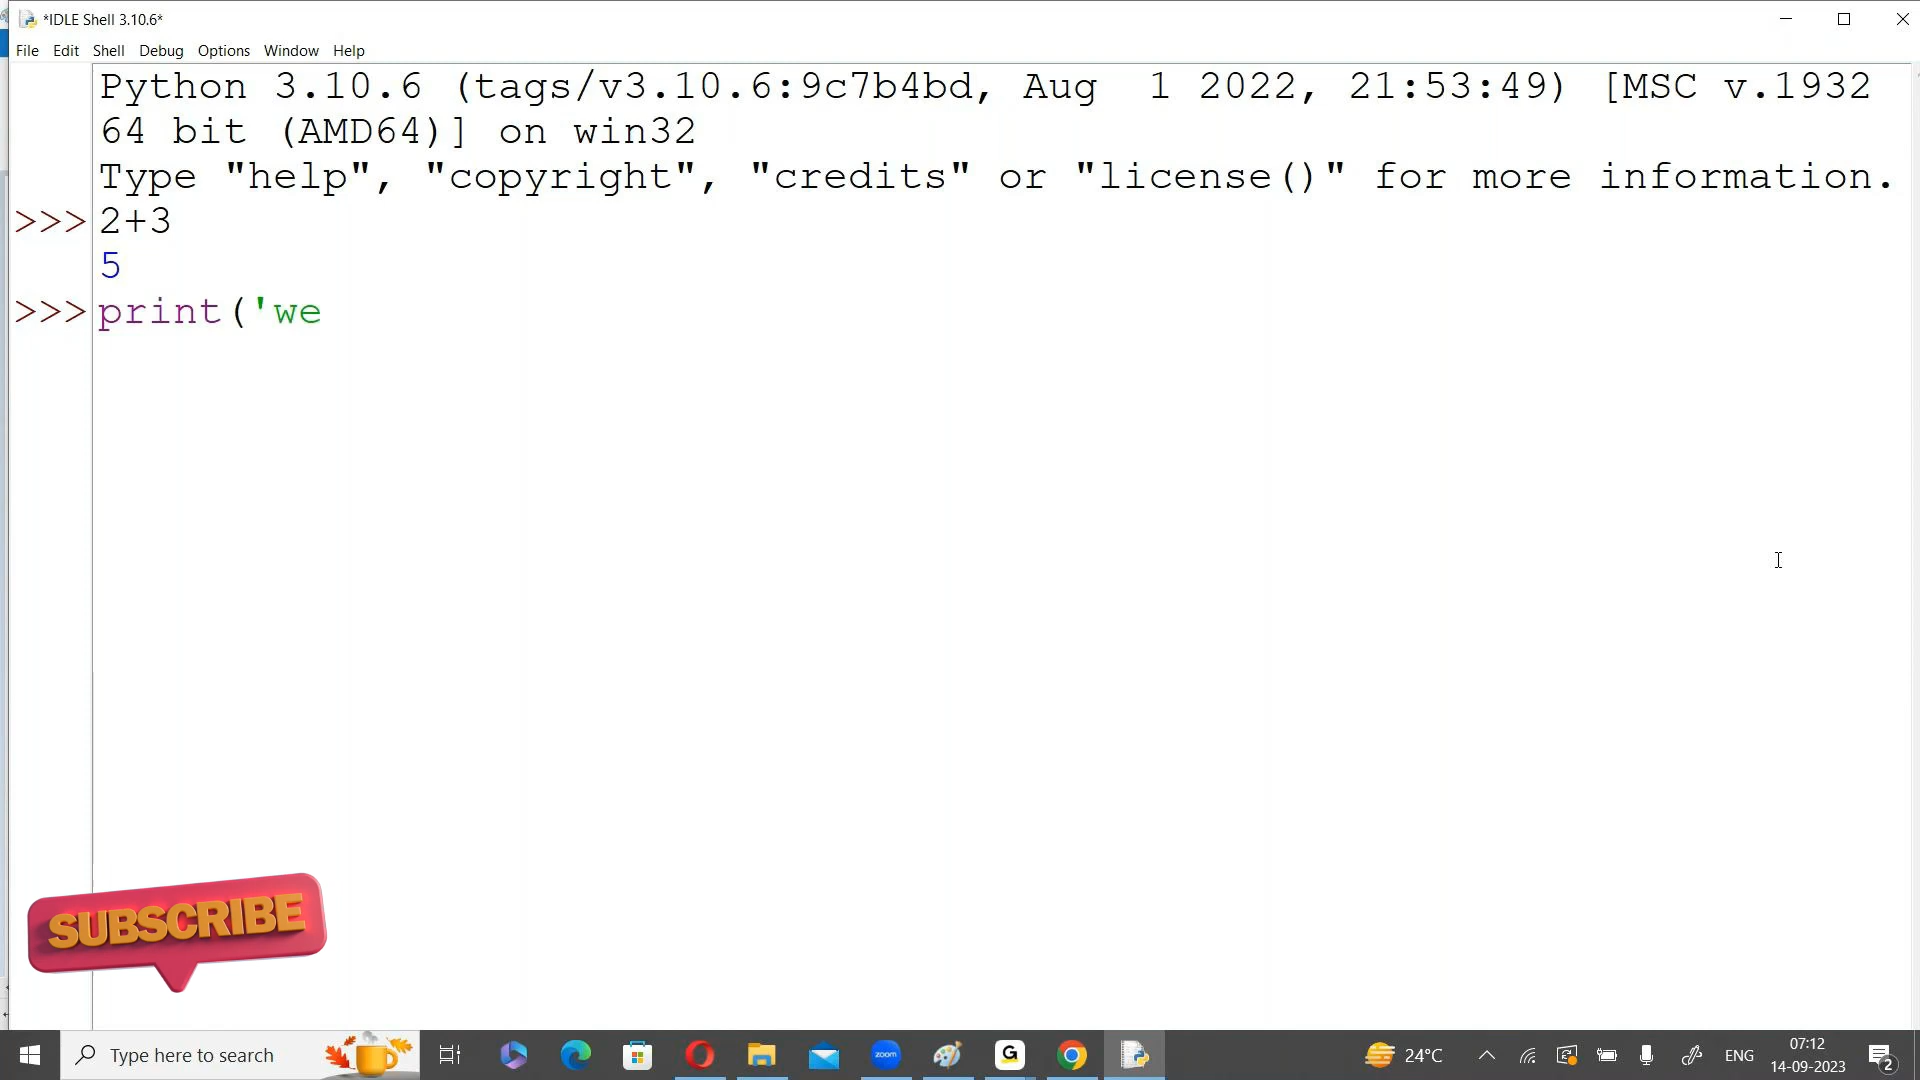 *IDLE Shell 3.10.6*
File Edit Shell Debug Options Window Help
Python 3.10.6 (tags/v3.10.6:9c7b4bd, Aug  1 2022, 21:53:49) [MSC v.1932
64 bit (AMD64)] on win32
Type "help", "copyright", "credits" or "license()" for more information.
>>> 2+3
5
>>> print('we
SUBSCRIBE
Type here to search
zoom
G
24°C
ENG
07:12
14-09-2023
2